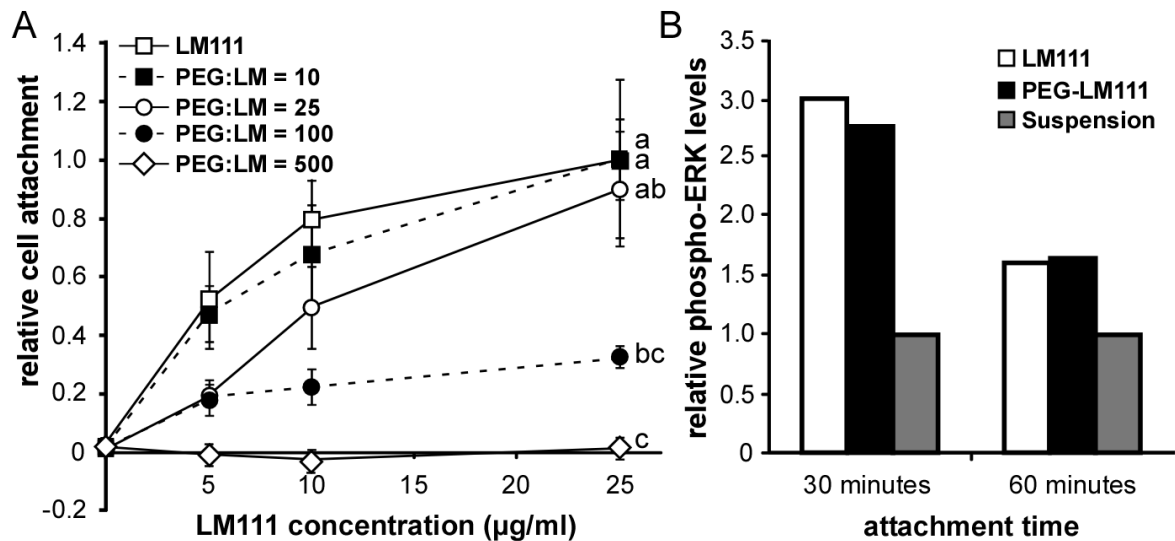 A
relative cell attachment
1.4
1.2
1.0
0.8
0.6
0.4
0.2
0
-0.2
LM111
PEG:LM = 10
PEG:LM = 25
PEG:LM = 100
PEG:LM = 500
a
a
ab
bc
c
5 10 15 20 25
LM111 concentration (µg/ml)
B
relative phospho-ERK levels
3.5
3.0
2.5
2.0
1.5
1.0
0.5
0
LM111
PEG-LM111
Suspension
30 minutes 60 minutes
attachment time